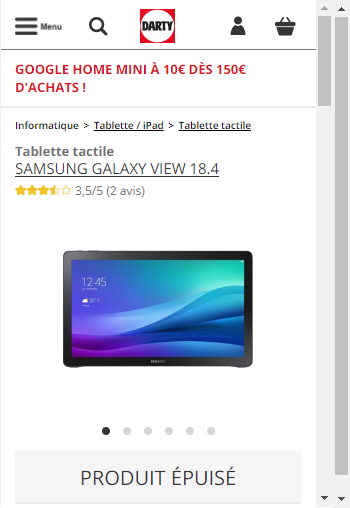 Menu
DARTY
GOOGLE HOME MINI À 10€ DÈS 150€
D'ACHATS !
Informatique > Tablette / iPad > Tablette tactile
Tablette tactile
SAMSUNG GALAXY VIEW 18.4
3,5/5 (2 avis)
12:45
20°
SAMSUNG
PRODUIT ÉPUISÉ